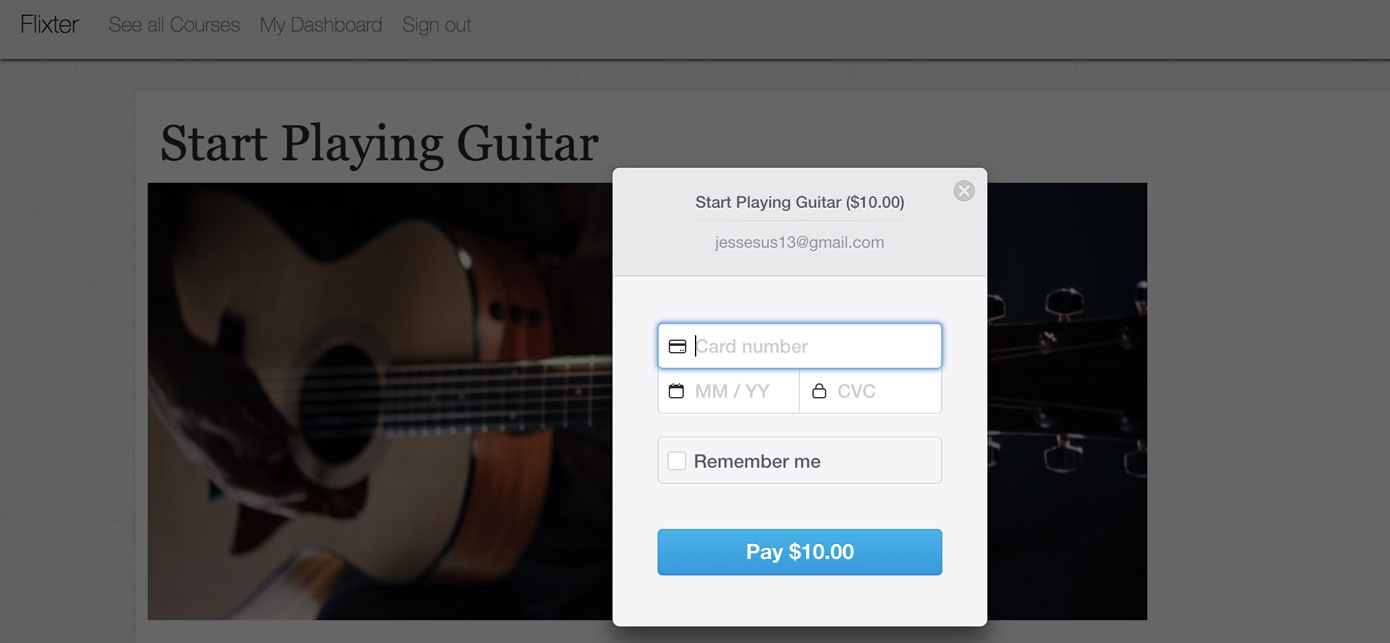 Flixter See all Courses My Dashboard Sign out
Start Playing Guitar
Start Playing Guitar ($10.00)
jessesus13@gmail.com
Card number
MM / YY CVC
Remember me
Pay $10.00